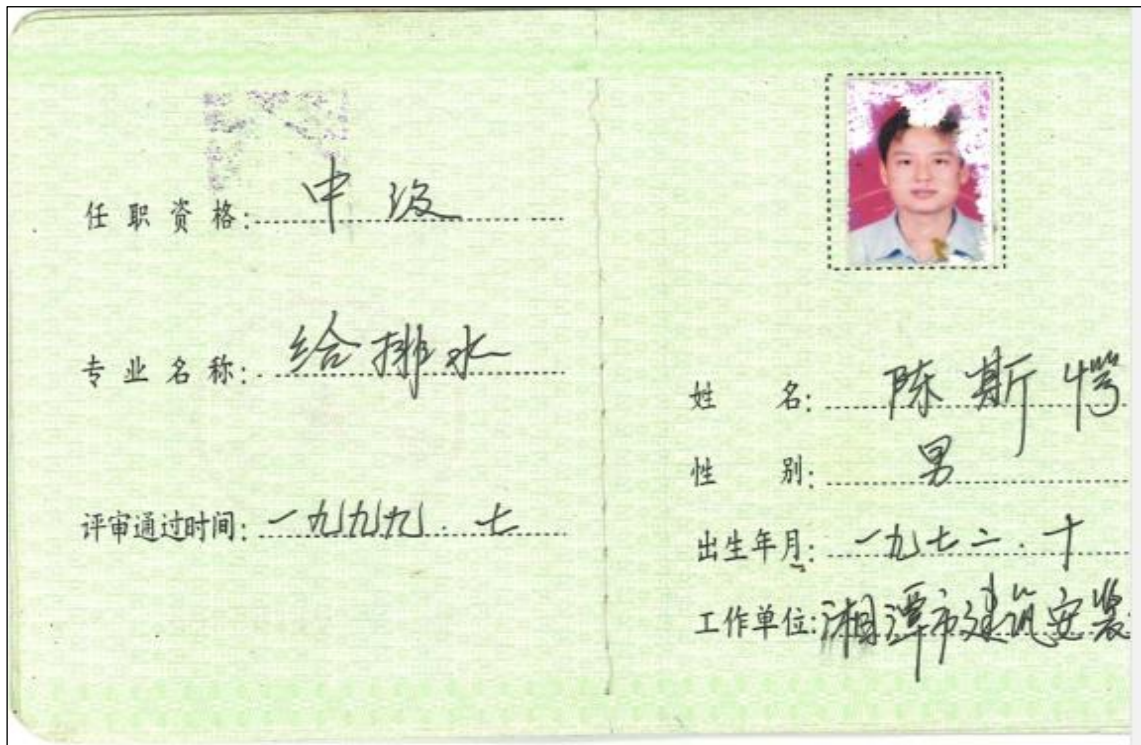 任职资格: 中级
专业名称: 给排水
评审通过时间: 一九九九.七
姓 名: 陈斯愕
性 别: 男
出生年月: 一九七二.十
工作单位: 湘潭市建筑安装